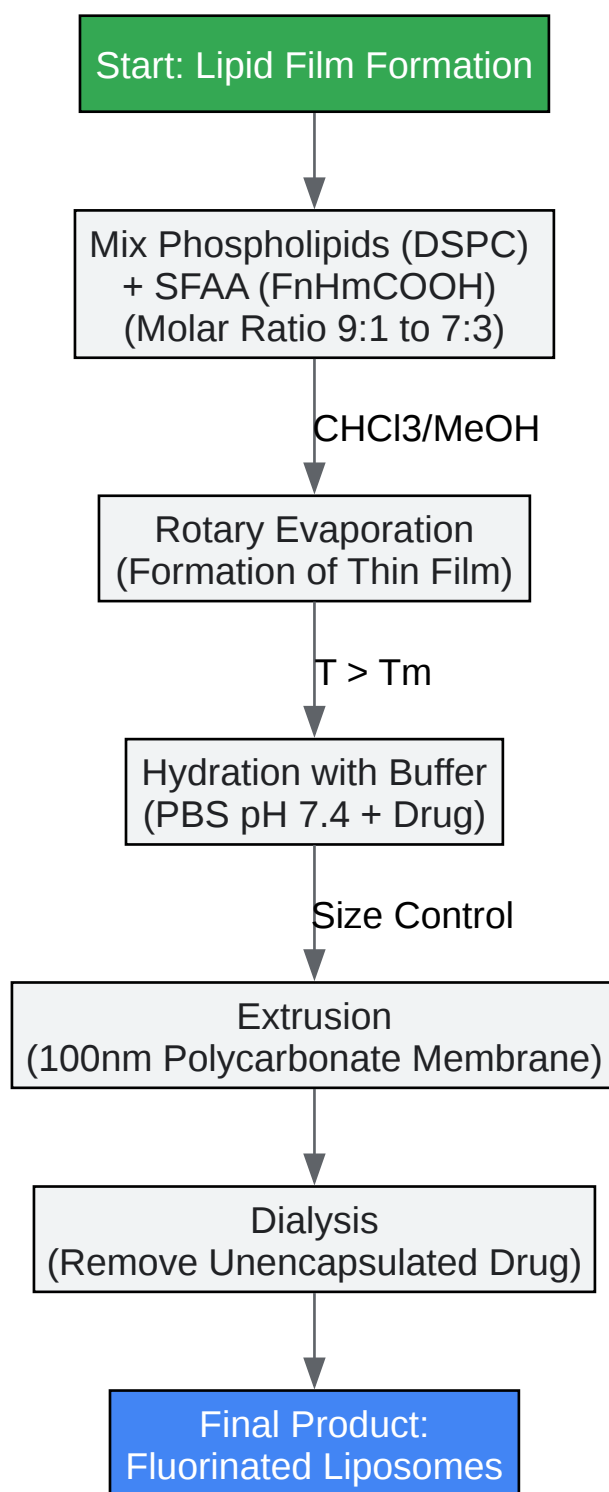 Start: Lipid Film Formation
Mix Phospholipids (DSPC)
+ SFAA (FnHmCOOH)
(Molar Ratio 9:1 to 7:3)
CHCl3/MeOH
Rotary Evaporation
(Formation of Thin Film)
T > Tm
Hydration with Buffer
(PBS pH 7.4 + Drug)
Size Control
Extrusion
(100nm Polycarbonate Membrane)
Dialysis
(Remove Unencapsulated Drug)
Final Product:
Fluorinated Liposomes